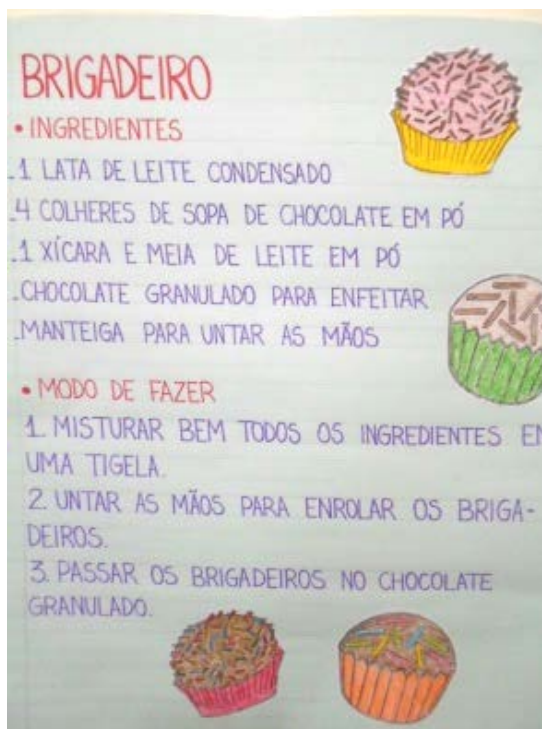 BRIGADEIRO
• INGREDIENTES
.1 LATA DE LEITE CONDENSADO
.4 COLHERES DE SOPA DE CHOCOLATE EM PÓ
.1 XÍCARA E MEIA DE LEITE EM PÓ
.CHOCOLATE GRANULADO PARA ENFEITAR
.MANTEIGA PARA UNTAR AS MÃOS
• MODO DE FAZER
1. MISTURAR BEM TODOS OS INGREDIENTES
UMA TIGELA.
2. UNTAR AS MÃOS PARA ENROLAR OS BRIGA-
DEIROS.
3. PASSAR OS BRIGADEIROS NO CHOCOLATE
GRANULADO.